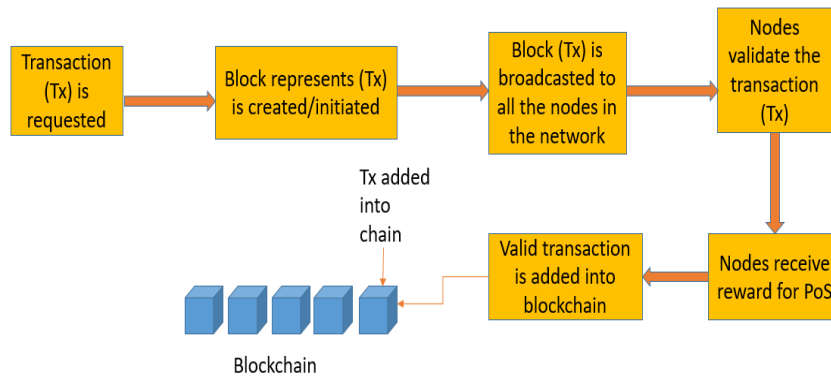 Transaction
(Tx) is
requested
Block represents (Tx)
is created/initiated
Block (Tx) is
broadcasted to
all the nodes in
the network
Nodes
validate the
transaction
(Tx)
Nodes receive
reward for PoS
Valid transaction
is added into
blockchain
Tx added
into
chain
Blockchain